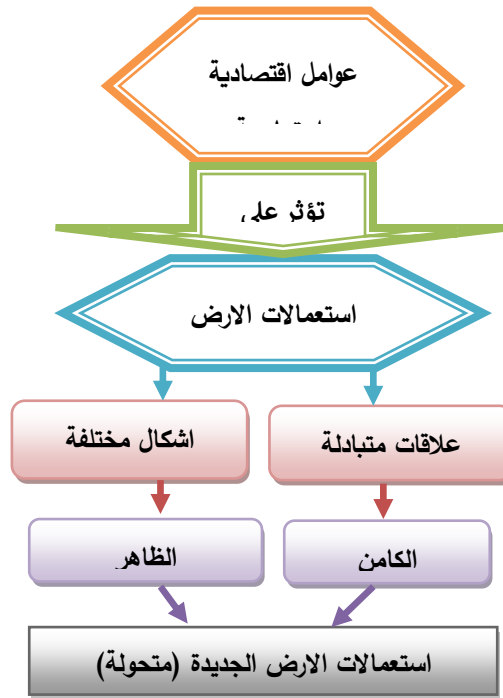 عوامل اقتصادية
تؤثر على
استعمالات الارض
علاقات متبادلة
اشكال مختلفة
الكامن
الظاهر
استعمالات الارض الجديدة (متحولة)